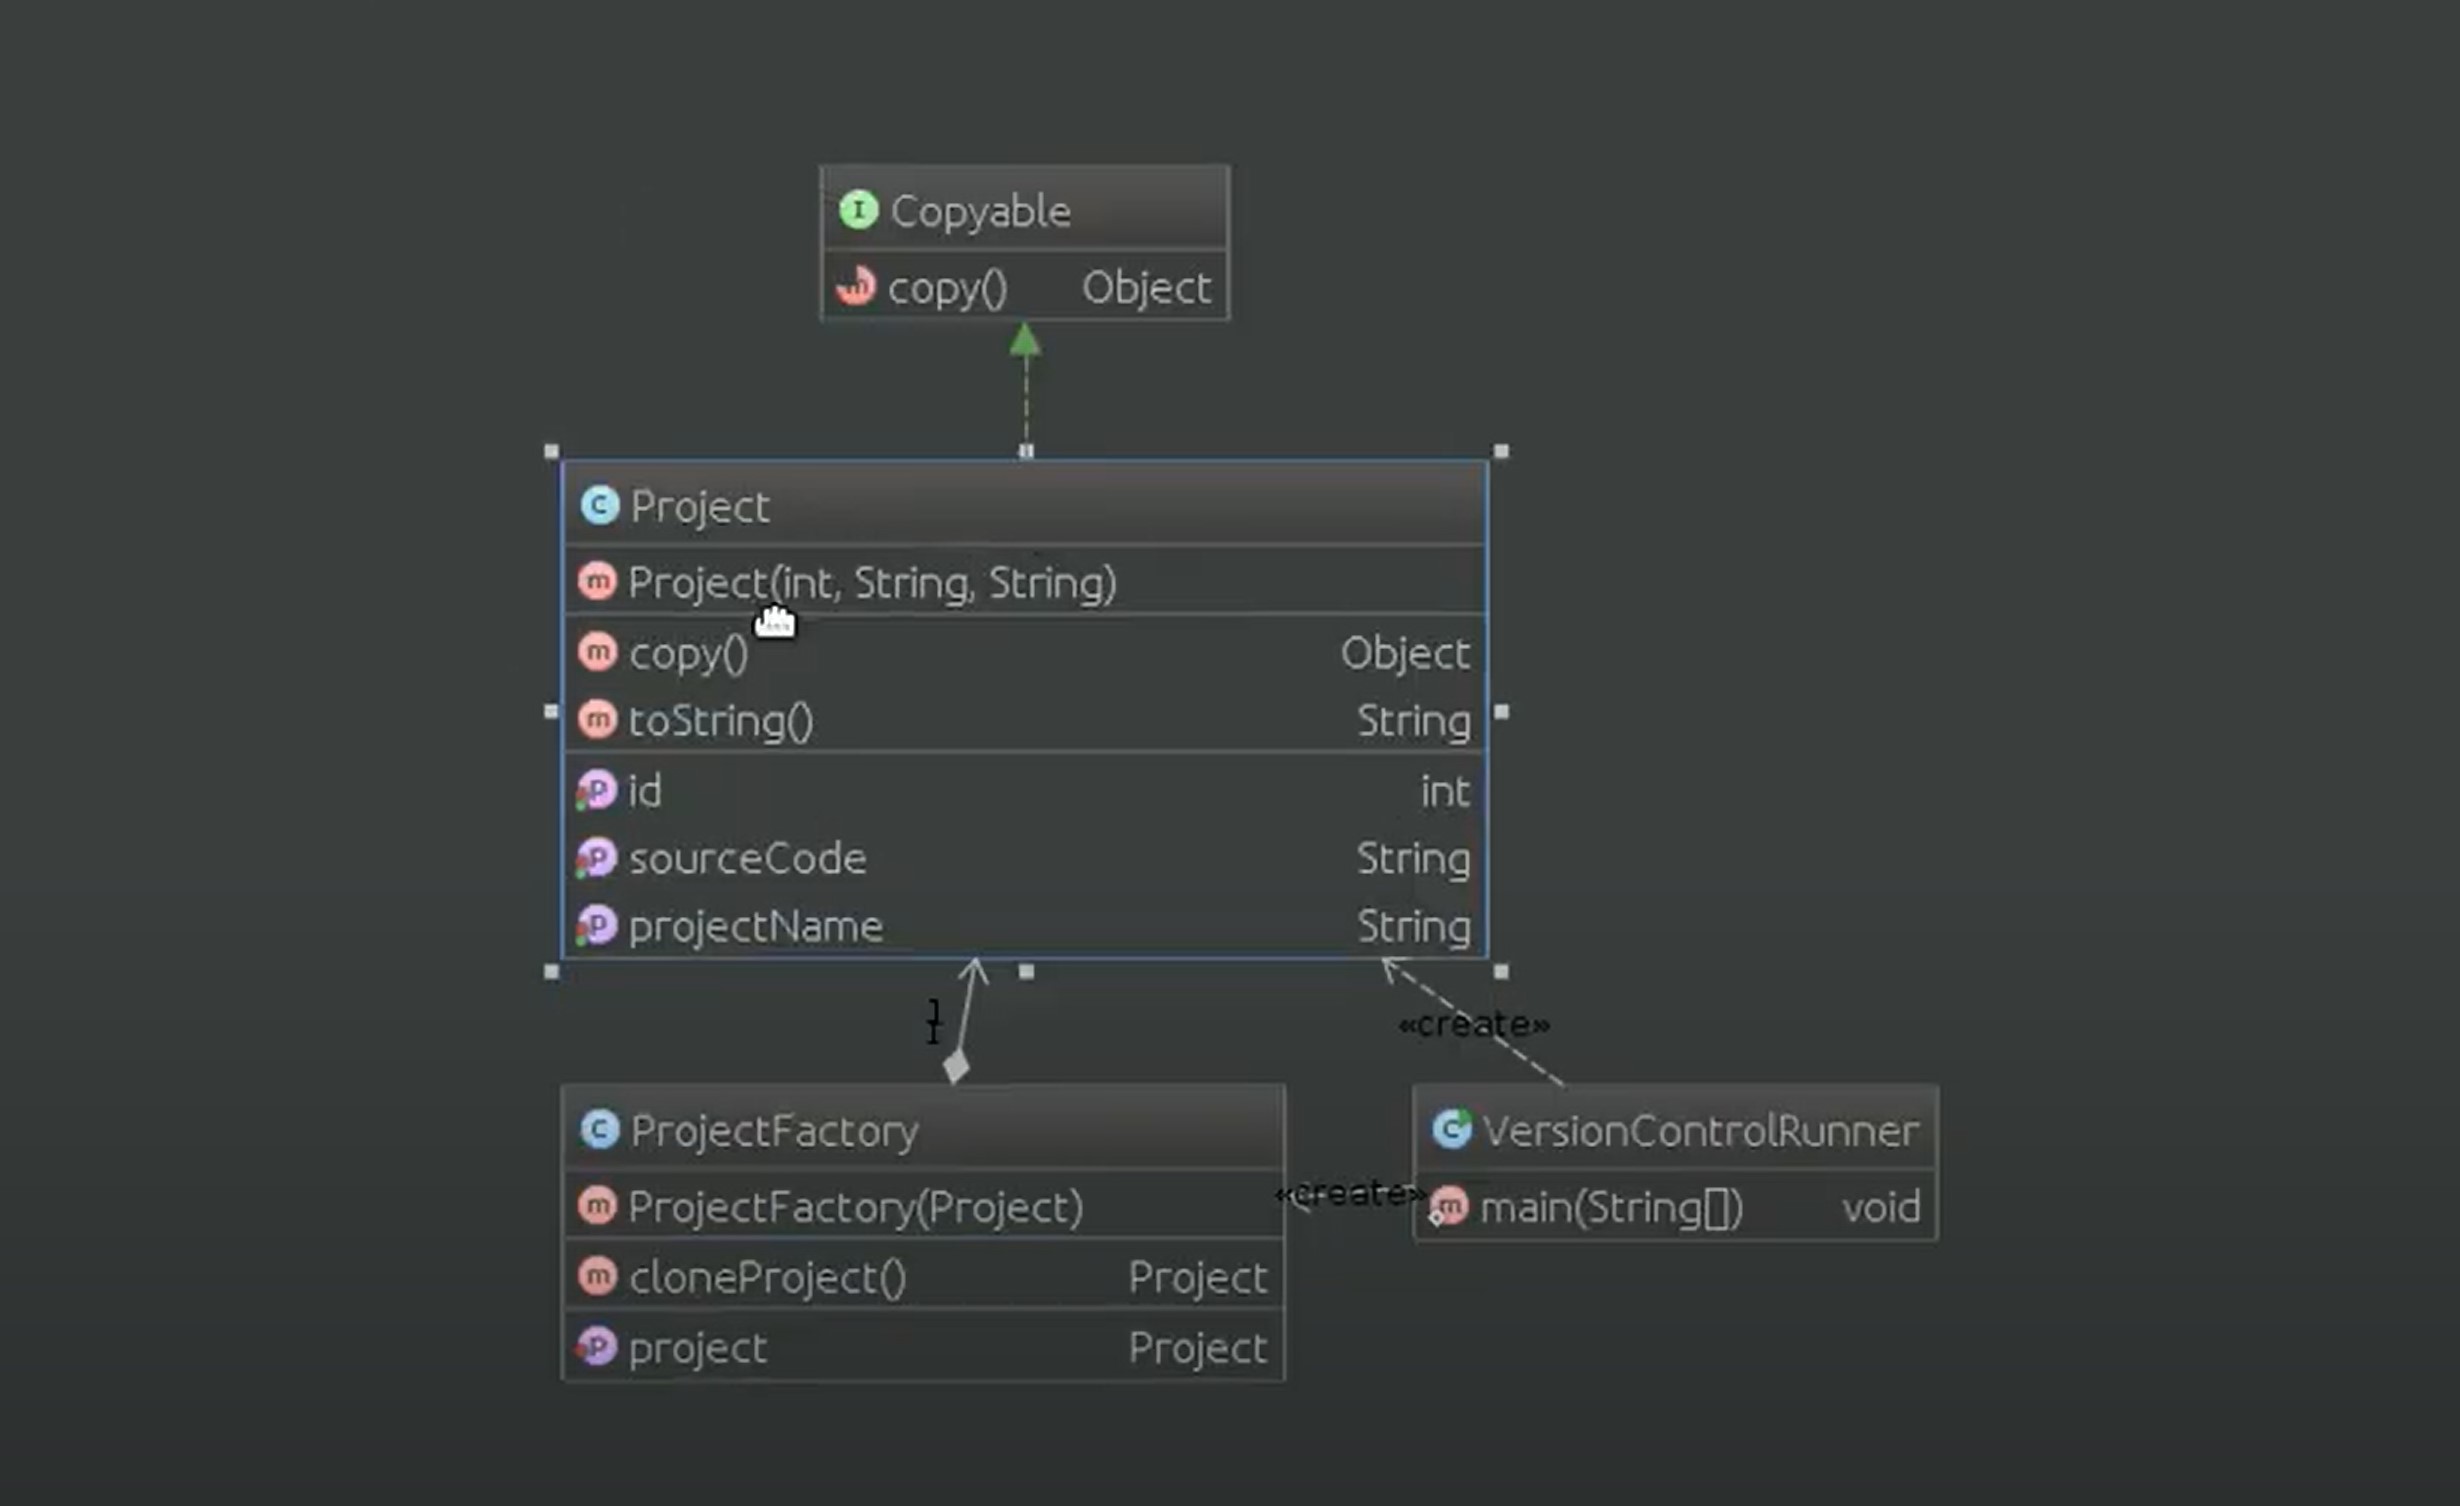 I Copyable
m copy() Object
C Project
m Project(int, String, String)
m copy() Object
m toString() String
P id int
P sourceCode String
P projectName String
1
1
«create»
C ProjectFactory
C VersionControlRunner
m ProjectFactory(Project)
«create»
m main(String[]) void
m cloneProject() Project
P project Project